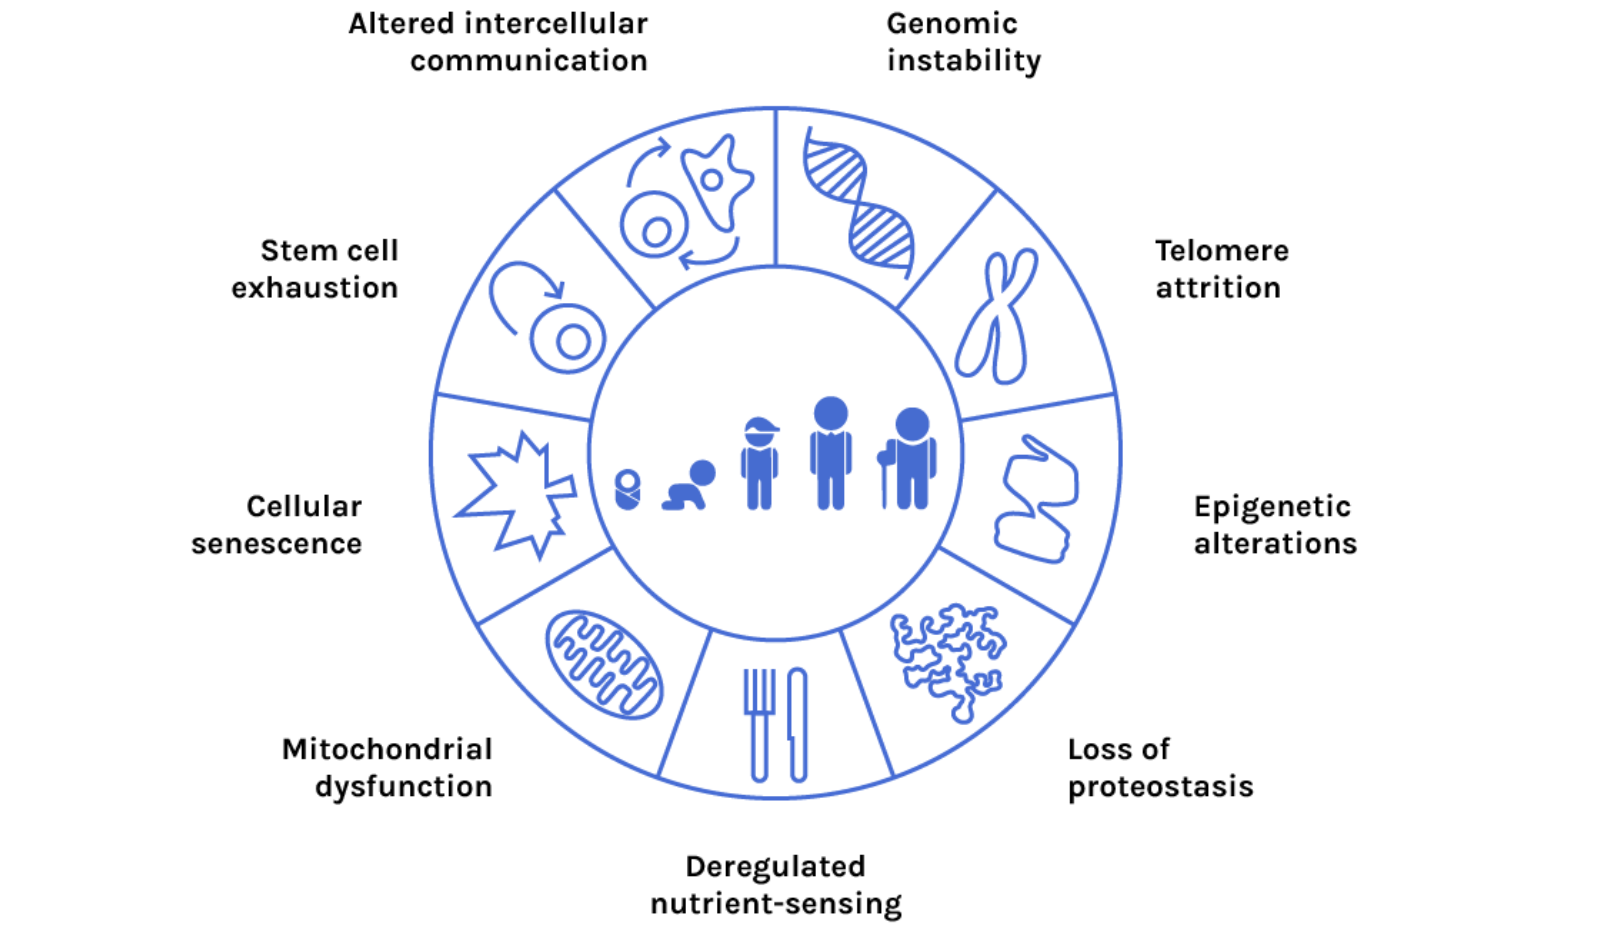 Altered intercellular
communication
Genomic
instability
Stem cell
exhaustion
Telomere
attrition
Cellular
senescence
Epigenetic
alterations
Mitochondrial
dysfunction
Loss of
proteostasis
Deregulated
nutrient-sensing